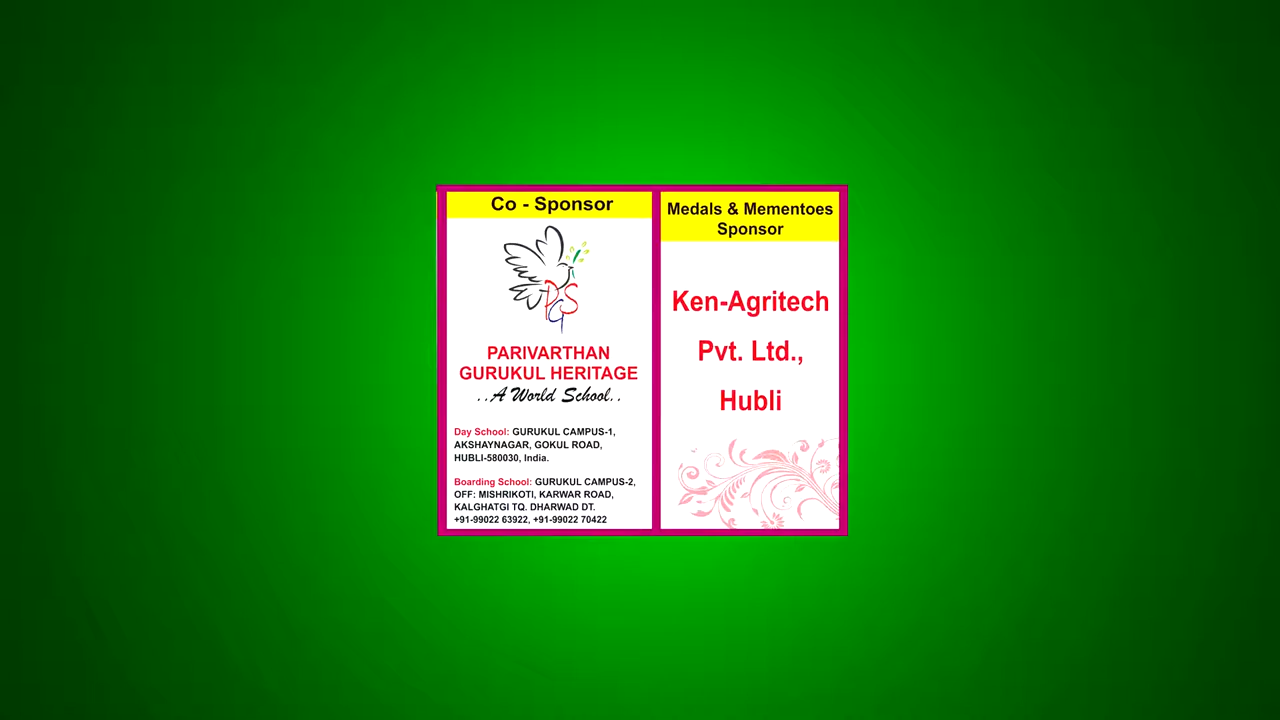 Co - Sponsor
PGS
PARIVARTHAN
GURUKUL HERITAGE
..A World School..
Day School: GURUKUL CAMPUS-1,
AKSHAYNAGAR, GOKUL ROAD,
HUBLI-580030, India.
Boarding School: GURUKUL CAMPUS-2,
OFF: MISHRIKOTI, KARWAR ROAD,
KALGHATGI TQ. DHARWAD DT.
+91-99022 63922, +91-99022 70422
Medals & Mementoes
Sponsor
Ken-Agritech
Pvt. Ltd.,
Hubli